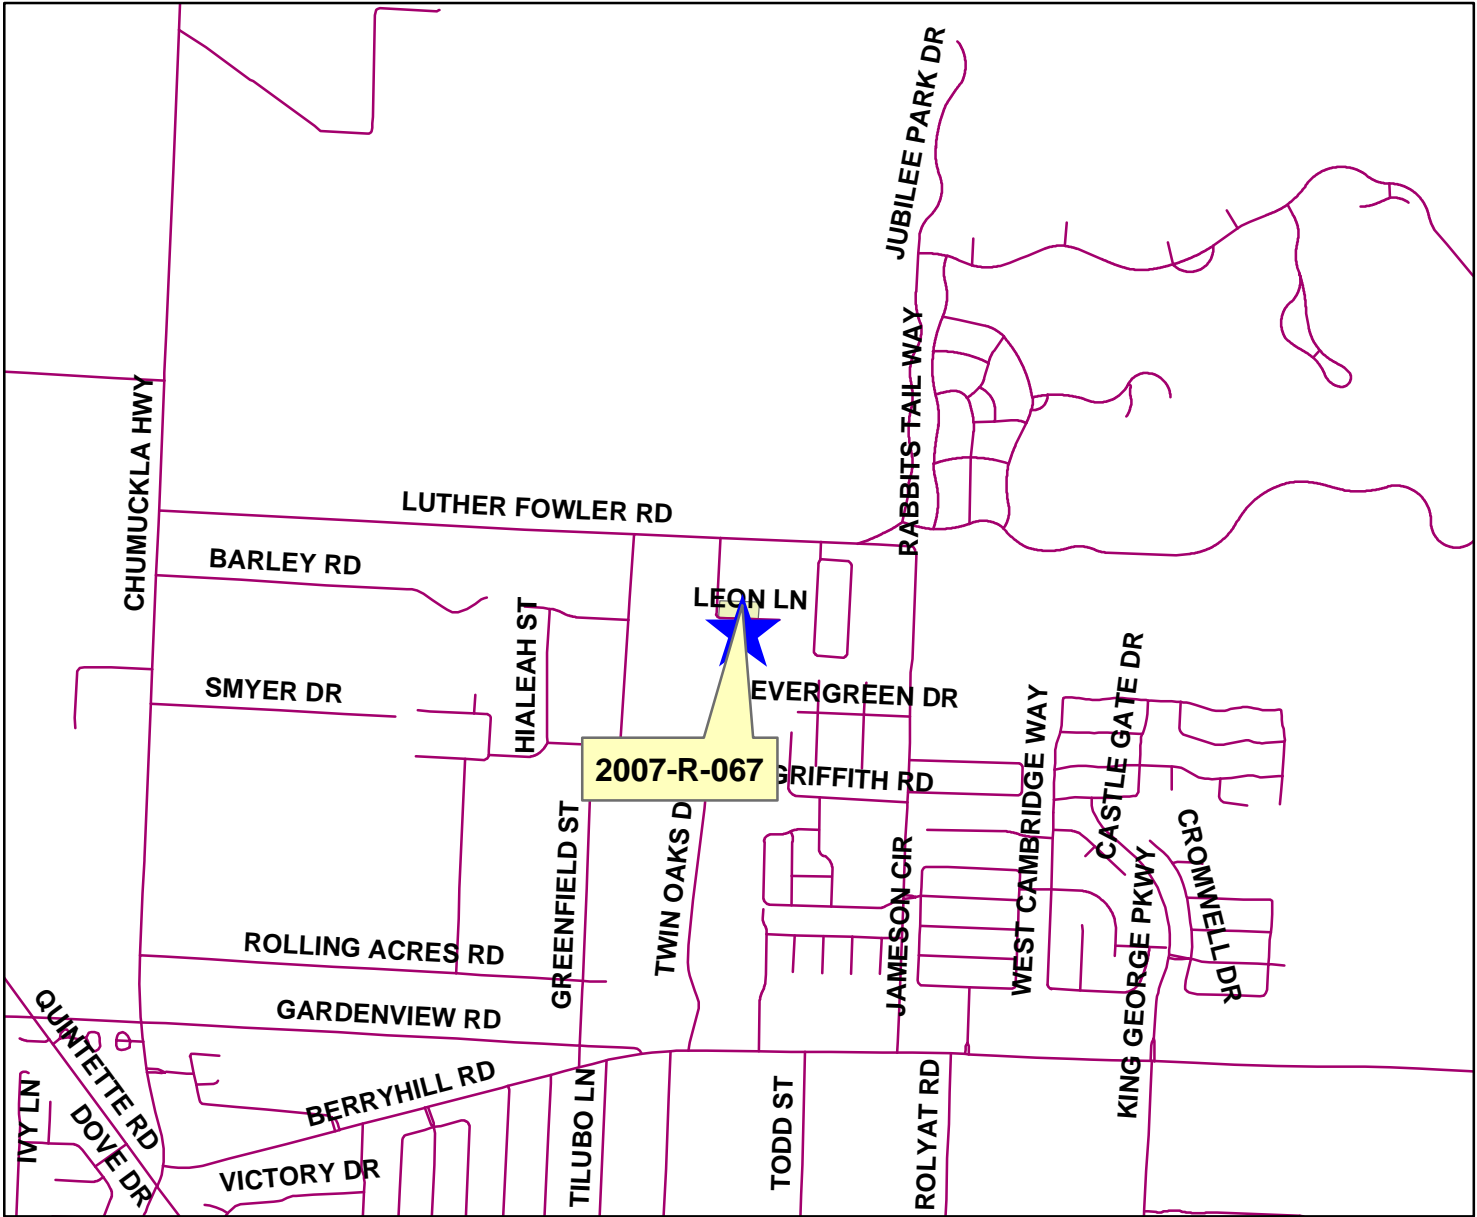 JUBILEE PARK DR
RABBITS TAIL WAY
CHUMUCKLA HWY
LUTHER FOWLER RD
BARLEY RD
LEON LN
HIALEAH ST
SMYER DR
EVERGREEN DR
CASTLE GATE DR
WEST CAMBRIDGE WAY
2007-R-067
GRIFFITH RD
GREENFIELD ST
TWIN OAKS D
JAMESON CIR
CROMWELL DR
KING GEORGE PKWY
ROLLING ACRES RD
GARDENVIEW RD
QUINTETTE RD
BERRYHILL RD
IVY LN
DOVE DR
VICTORY DR
TILUBO LN
TODD ST
ROLYAT RD